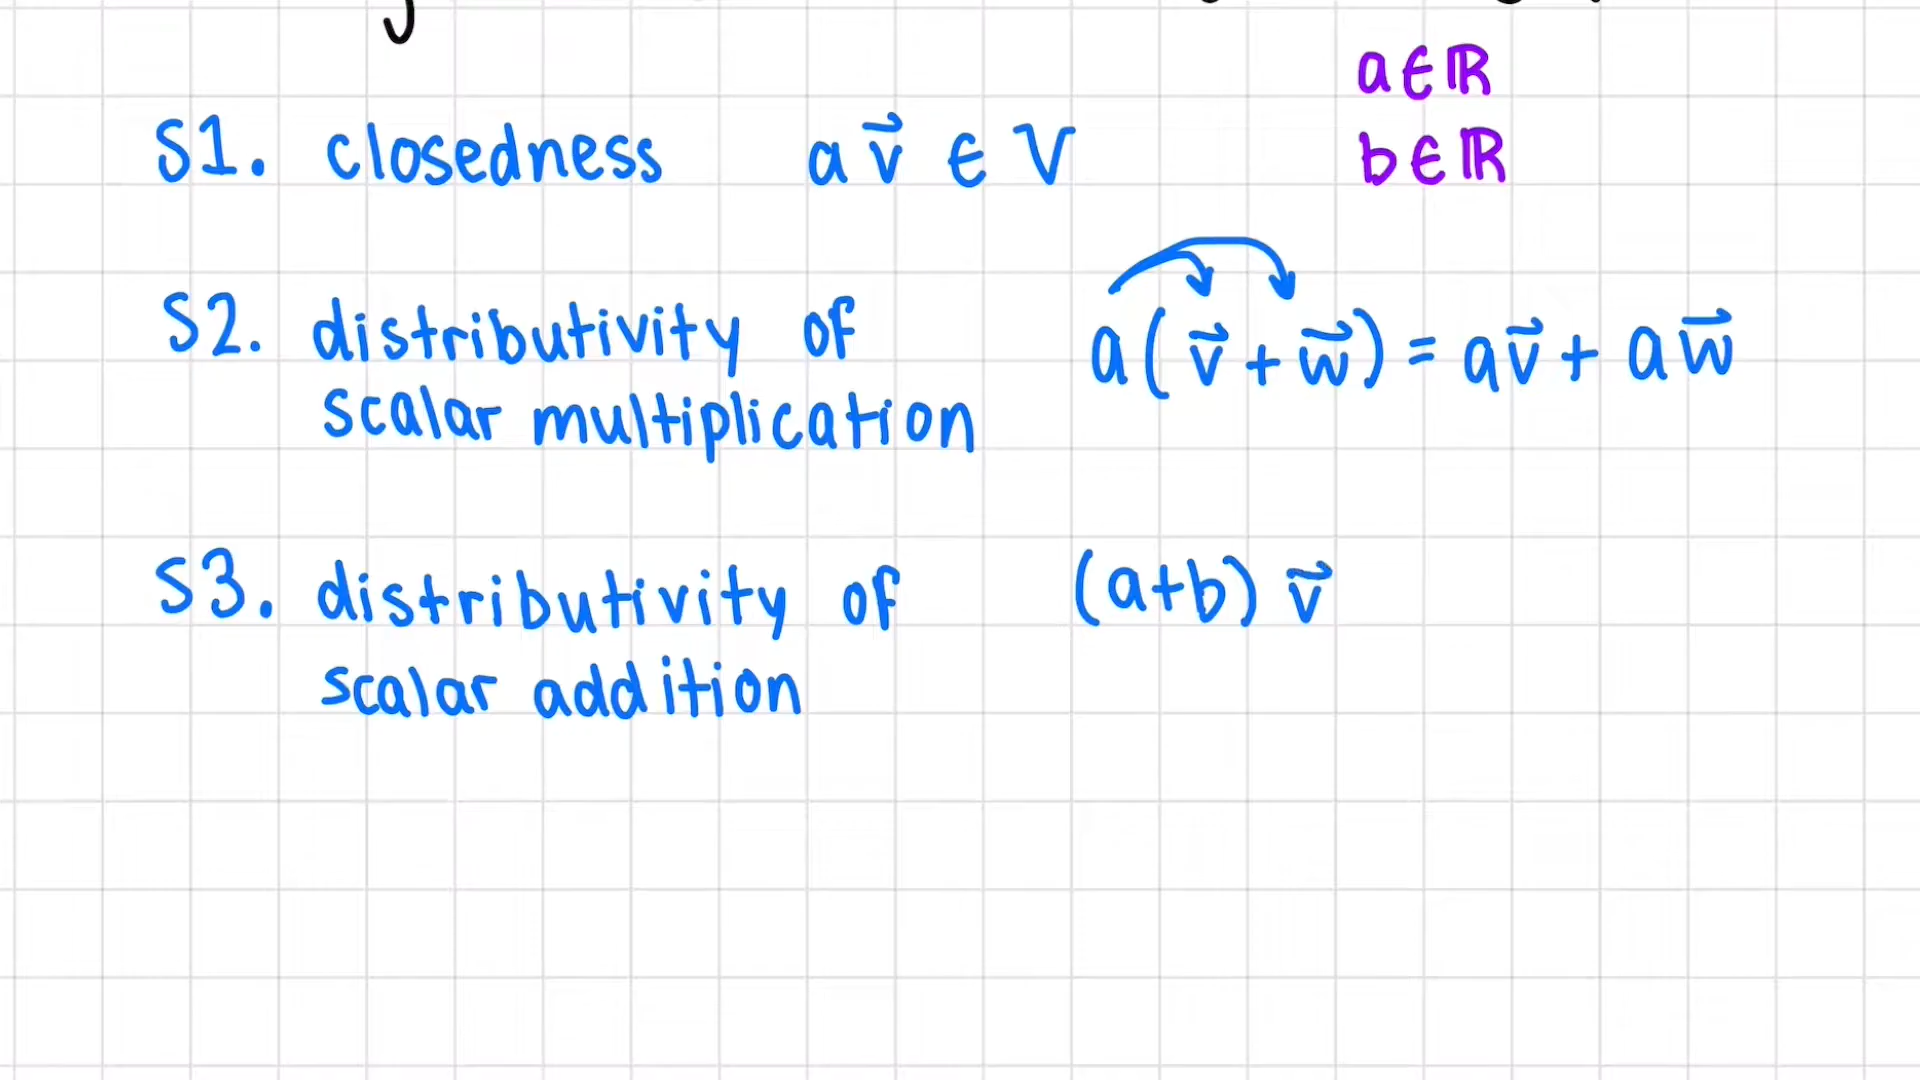 a∈ℝ
S1. closedness a v⃗ ∈ V b∈ℝ
S2. distributivity of a(v⃗ + w⃗) = av⃗ + aw⃗
scalar multiplication
S3. distributivity of (a+b) v⃗
scalar addition